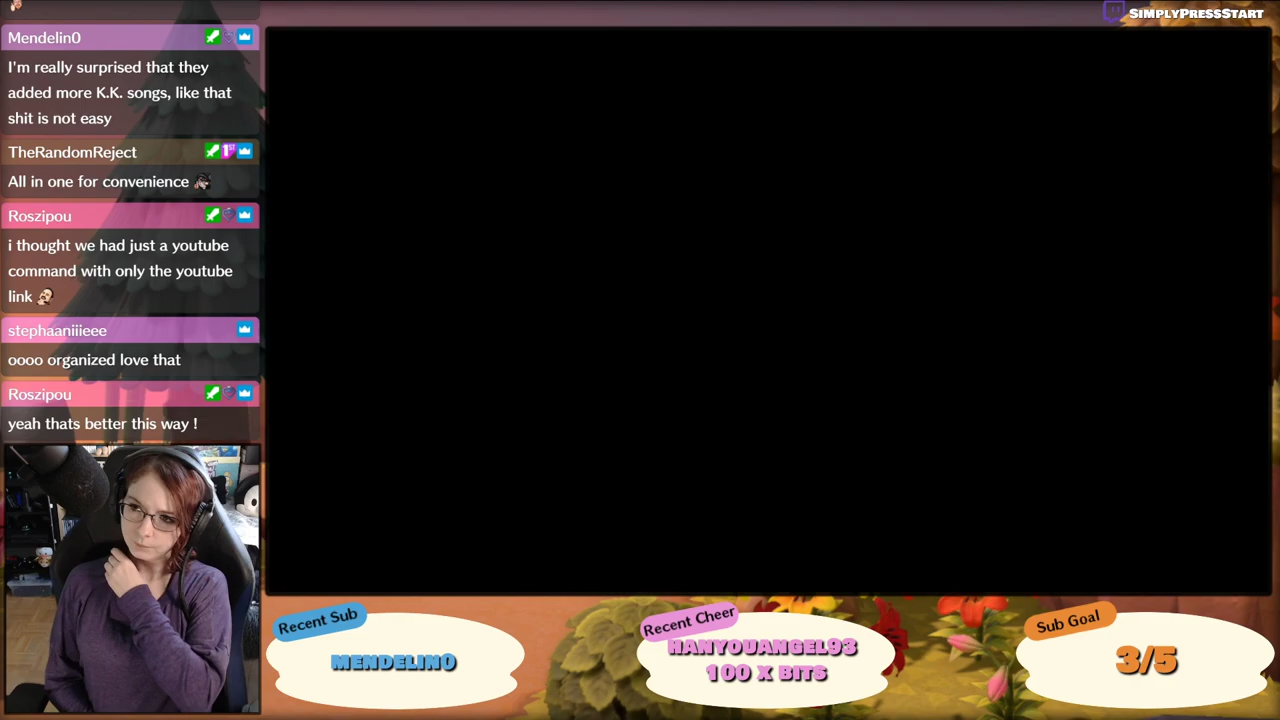 SimplyPressStart
Mendelin0
I'm really surprised that they
added more K.K. songs, like that
shit is not easy
TheRandomReject
1ST
All in one for convenience
Roszipou
i thought we had just a youtube
command with only the youtube
link
stephaaniiieee
oooo organized love that
Roszipou
yeah thats better this way !
Recent Sub
MENDELIN0
Recent Cheer
HANYOUANGEL93
100 X BITS
Sub Goal
3/5